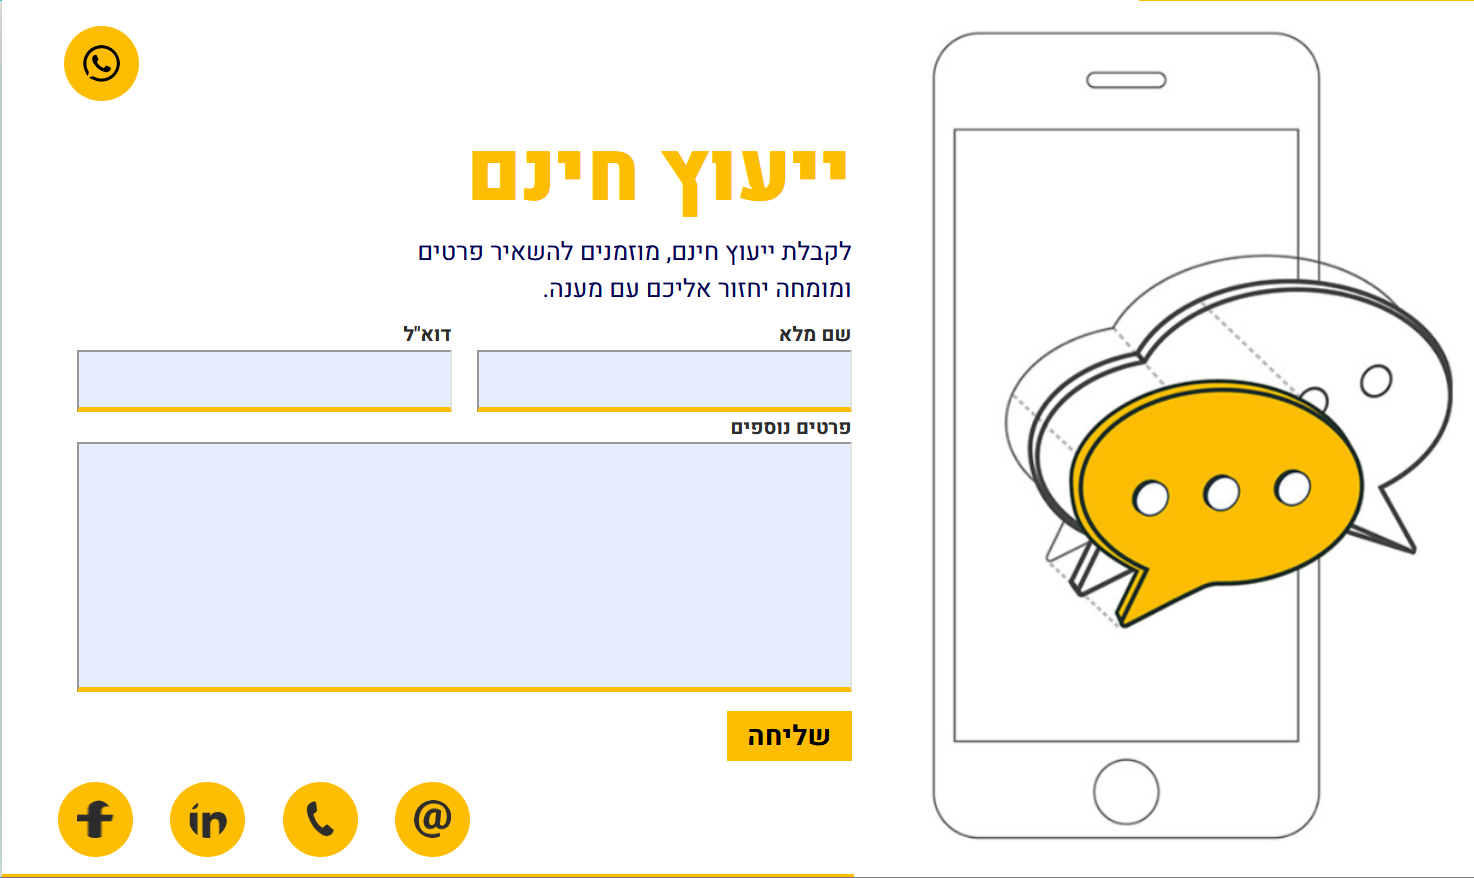 ייעוץ חינם
לקבלת ייעוץ חינם, מוזמנים להשאיר פרטים
ומומחה יחזור אליכם עם מענה.
שם מלא
דוא"ל
פרטים נוספים
שליחה
f
in
@